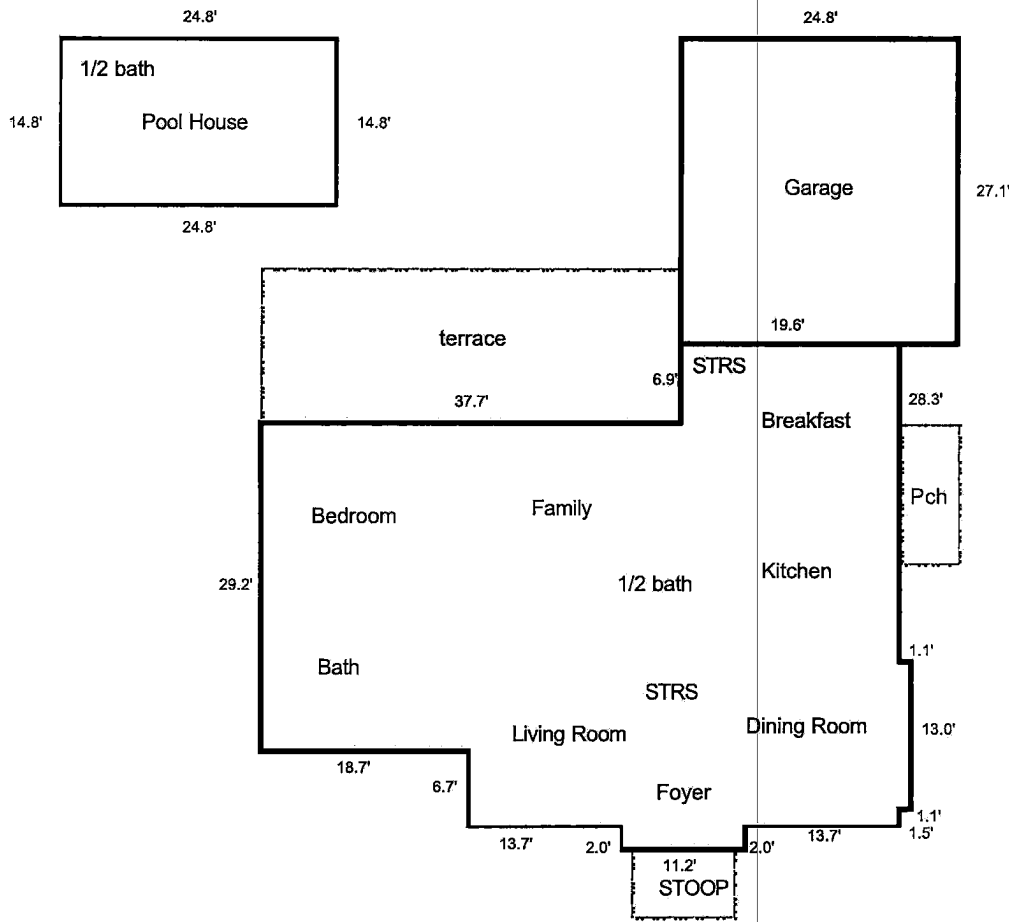 24.8'
24.8'
1/2 bath
14.8'
Pool House
14.8'
Garage
27.1'
24.8'
19.6'
terrace
STRS
6.9'
37.7'
28.3'
Breakfast
Pch
Bedroom
Family
29.2'
1/2 bath
Kitchen
1.1'
Bath
STRS
Living Room
Dining Room
13.0'
18.7'
6.7'
Foyer
1.1'
13.7'
2.0'
2.0'
13.7'
1.5'
11.2'
STOOP